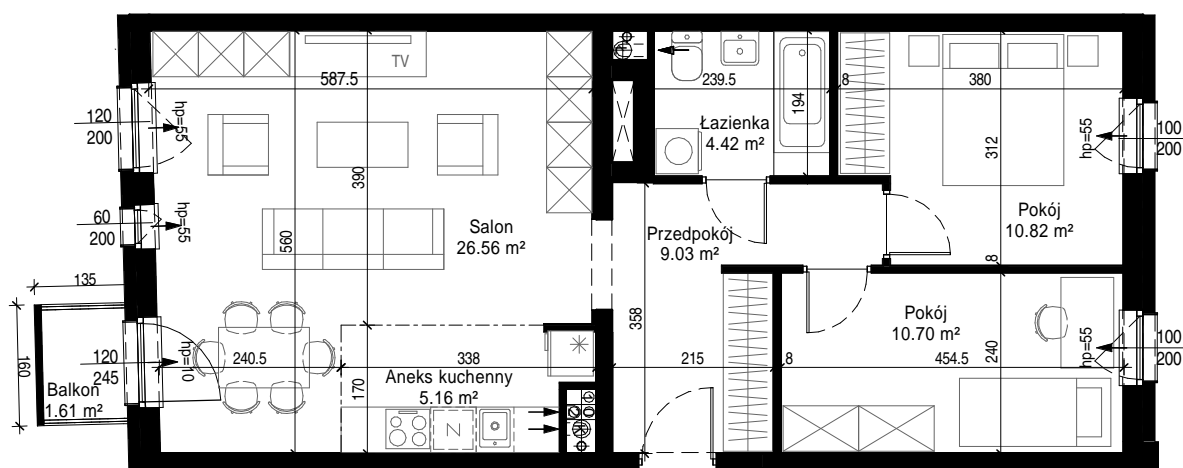 TV
587.5
239.5
8
380
120
200
hp=55
194
Łazienka
4.42 m²
312
hp=55
100
200
390
60
200
hp=55
560
Salon
26.56 m²
Przedpokój
9.03 m²
Pokój
10.82 m²
8
135
160
Balkon
1.61 m²
120
245
hp=10
240.5
338
170
Aneks kuchenny
5.16 m²
Z
358
215
8
Pokój
10.70 m²
454.5
240
hp=55
100
200